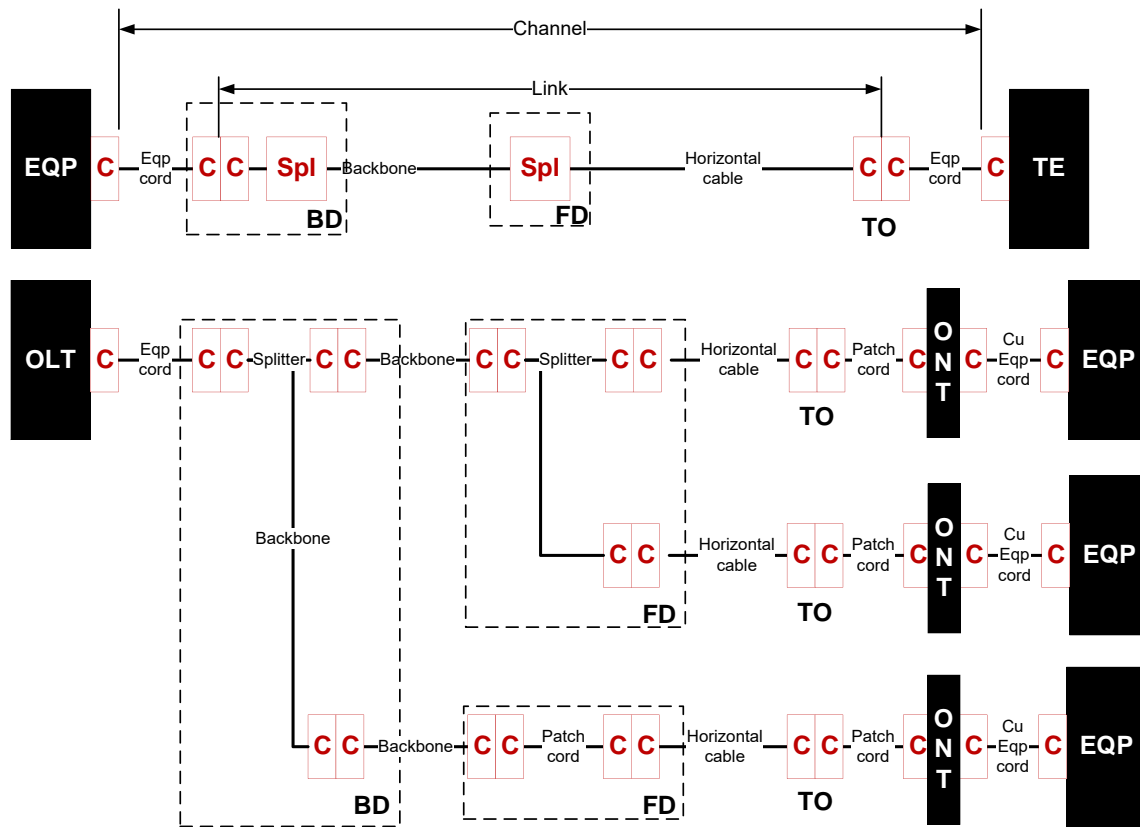 Channel
Link
EQP
C
Eqp
cord
C C
Spl
Backbone
BD
Spl
FD
Horizontal
cable
C C
TO
Eqp
cord
C
TE
OLT
C
Eqp
cord
C C
Splitter
C C
Backbone
C C
Splitter
C C
Horizontal
cable
C C
TO
Patch
cord
C
O
N
T
C
Cu
Eqp
cord
C
EQP
Backbone
C C
FD
Horizontal
cable
C C
TO
Patch
cord
C
O
N
T
C
Cu
Eqp
cord
C
EQP
C C
BD
Backbone
C C
Patch
cord
C C
FD
Horizontal
cable
C C
TO
Patch
cord
C
O
N
T
C
Cu
Eqp
cord
C
EQP